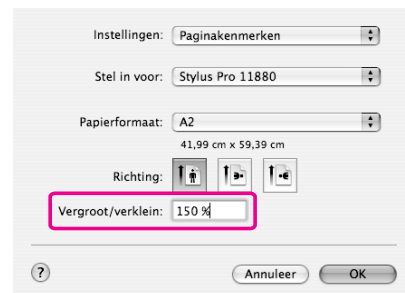 Instellingen: Paginakenmerken
Stel in voor: Stylus Pro 11880
Papierformaat: A2
41,99 cm x 59,39 cm
Richting:
Vergroot/verklein: 150 %
? Annuleer OK